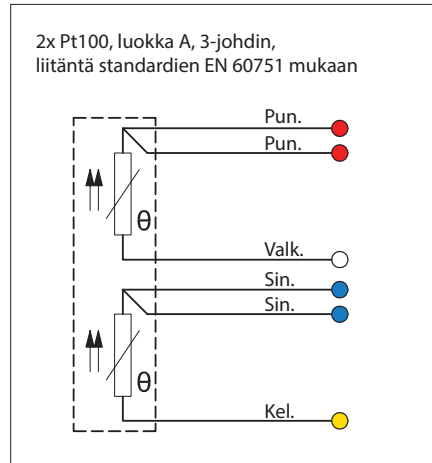 2x Pt100, luokka A, 3-johdin,
liitäntä standardien EN 60751 mukaan
Pun.
Pun.
θ
Valk.
Sin.
Sin.
θ
Kel.